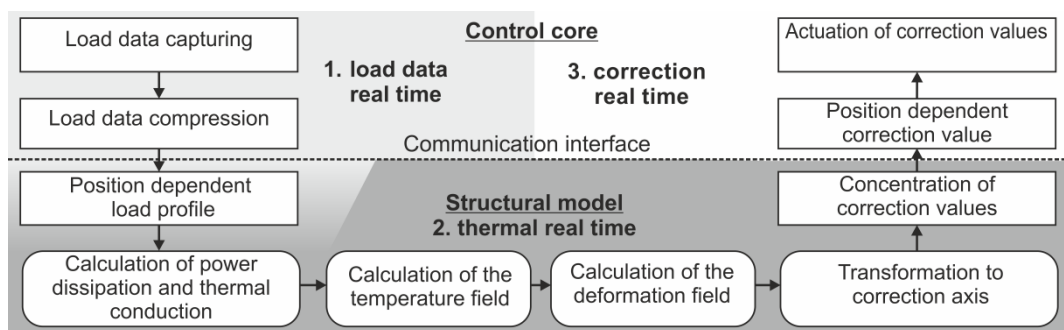 Load data capturing
Control core
Actuation of correction values
1. load data
real time
3. correction
real time
Load data compression
Position dependent
correction value
Communication interface
Position dependent
load profile
Structural model
2. thermal real time
Concentration of
correction values
Calculation of power
dissipation and thermal
conduction
Calculation of the
temperature field
Calculation of the
deformation field
Transformation to
correction axis